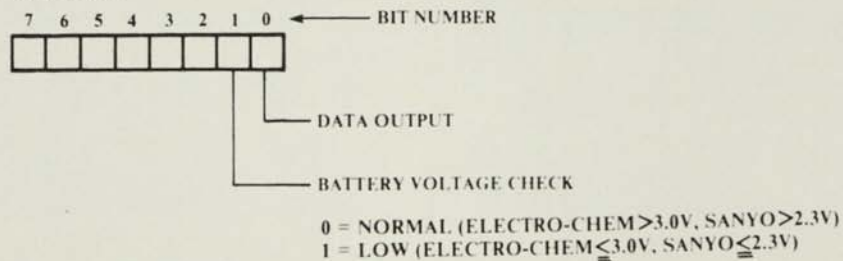 7 6 5 4 3 2 1 0 BIT NUMBER
DATA OUTPUT
BATTERY VOLTAGE CHECK
0 = NORMAL (ELECTRO-CHEM>3.0V, SANYO>2.3V)
1 = LOW (ELECTRO-CHEM≦3.0V, SANYO≦2.3V)